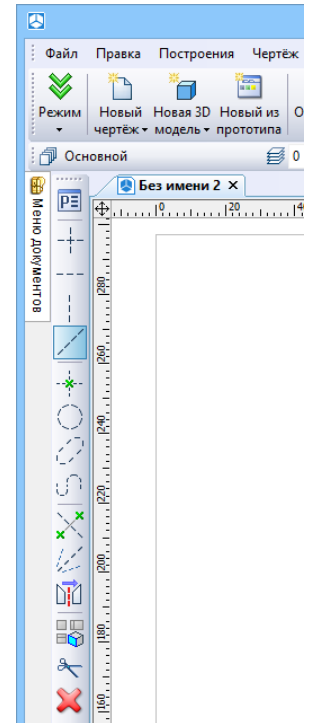 Файл Правка Построения Чертёж
Режим
Новый чертёж
Новая 3D модель
Новый из прототипа
О
Основной 0
Меню документов
Без имени 2 ×
0 20 4
280
260
240
220
200
180
160